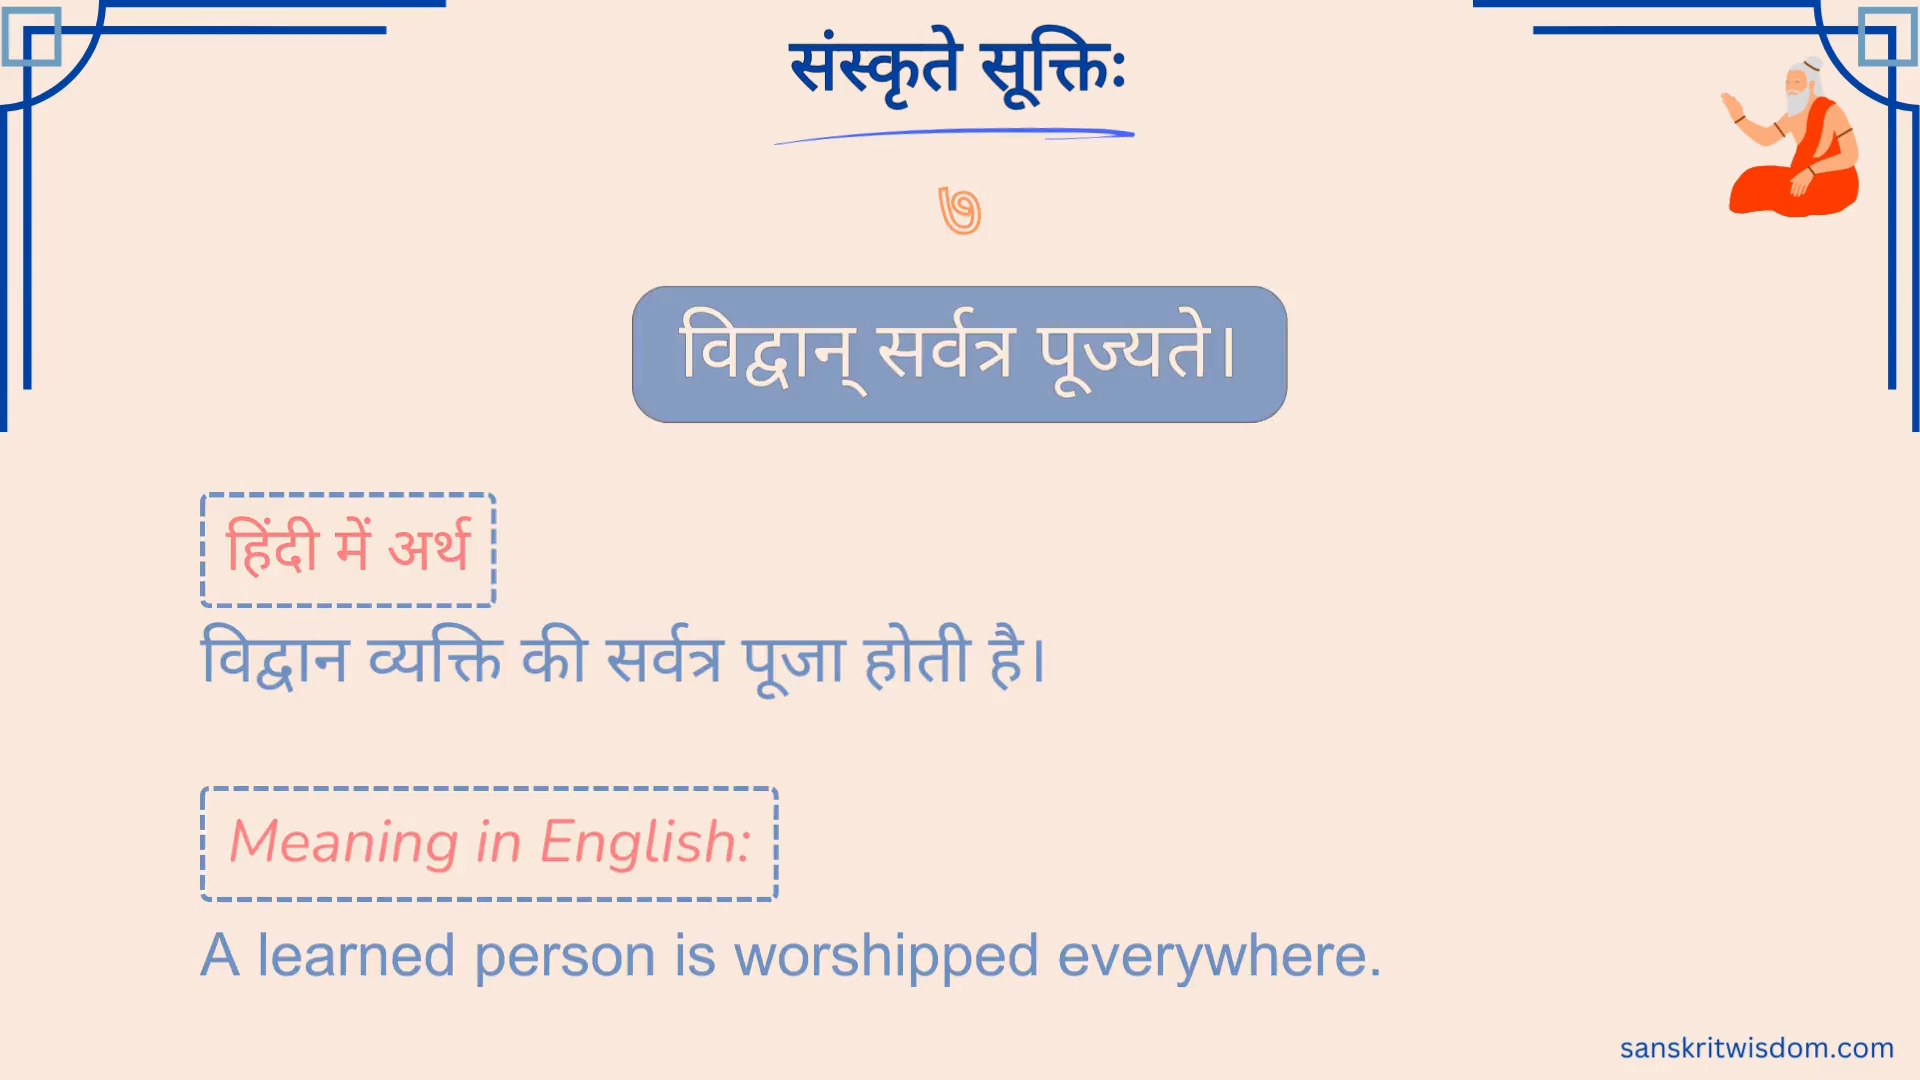 संस्कृते सूक्तिः
७
विद्वान् सर्वत्र पूज्यते।
हिंदी में अर्थ
विद्वान व्यक्ति की सर्वत्र पूजा होती है।
Meaning in English:
A learned person is worshipped everywhere.
sanskritwisdom.com